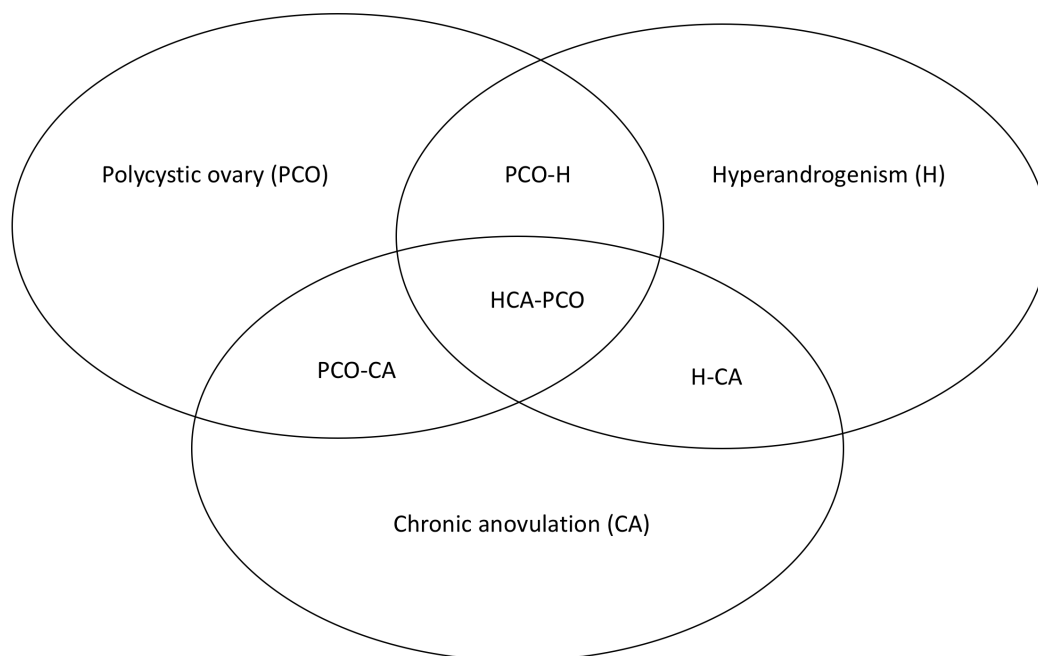 Polycystic ovary (PCO)
PCO-H
Hyperandrogenism (H)
HCA-PCO
PCO-CA
H-CA
Chronic anovulation (CA)